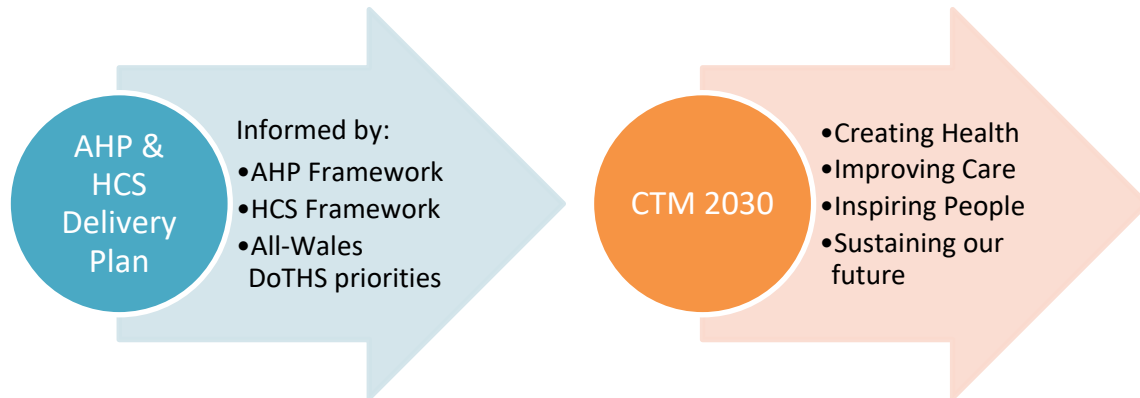 AHP &
HCS
Delivery
Plan
Informed by:
•AHP Framework
•HCS Framework
•All-Wales
DoTHS priorities
CTM 2030
•Creating Health
•Improving Care
•Inspiring People
•Sustaining our
future